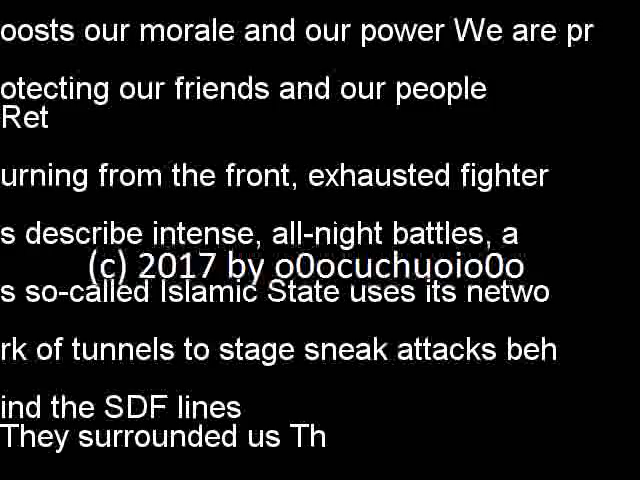 oosts our morale and our power We are pr
otecting our friends and our people
Ret
urning from the front, exhausted fighter
s describe intense, all-night battles, a
(c) 2017 by o0ocuchuoio0o
s so-called Islamic State uses its netwo
rk of tunnels to stage sneak attacks beh
ind the SDF lines
They surrounded us Th